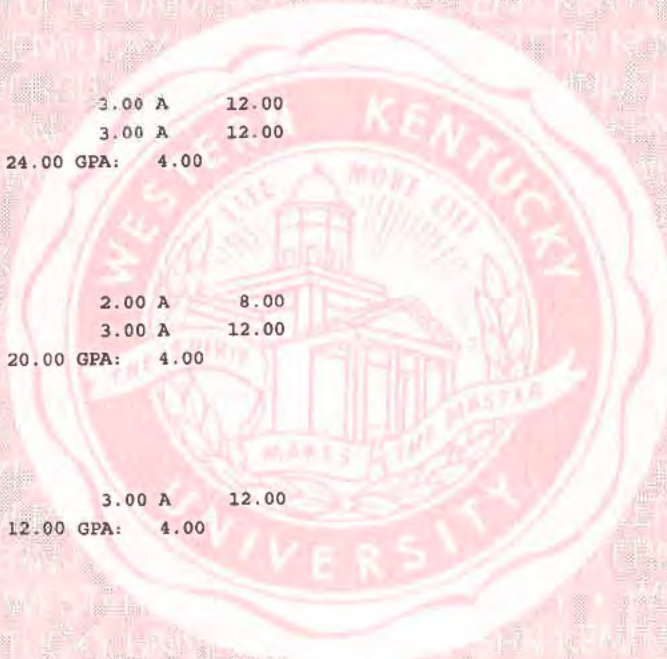 3.00 A 12.00
3.00 A 12.00
24.00 GPA: 4.00
2.00 A 8.00
3.00 A 12.00
20.00 GPA: 4.00
3.00 A 12.00
12.00 GPA: 4.00
WESTERN KENTUCKY UNIVERSITY
LIFE MORE LIFE
THE SPIRIT MAKES THE MASTER